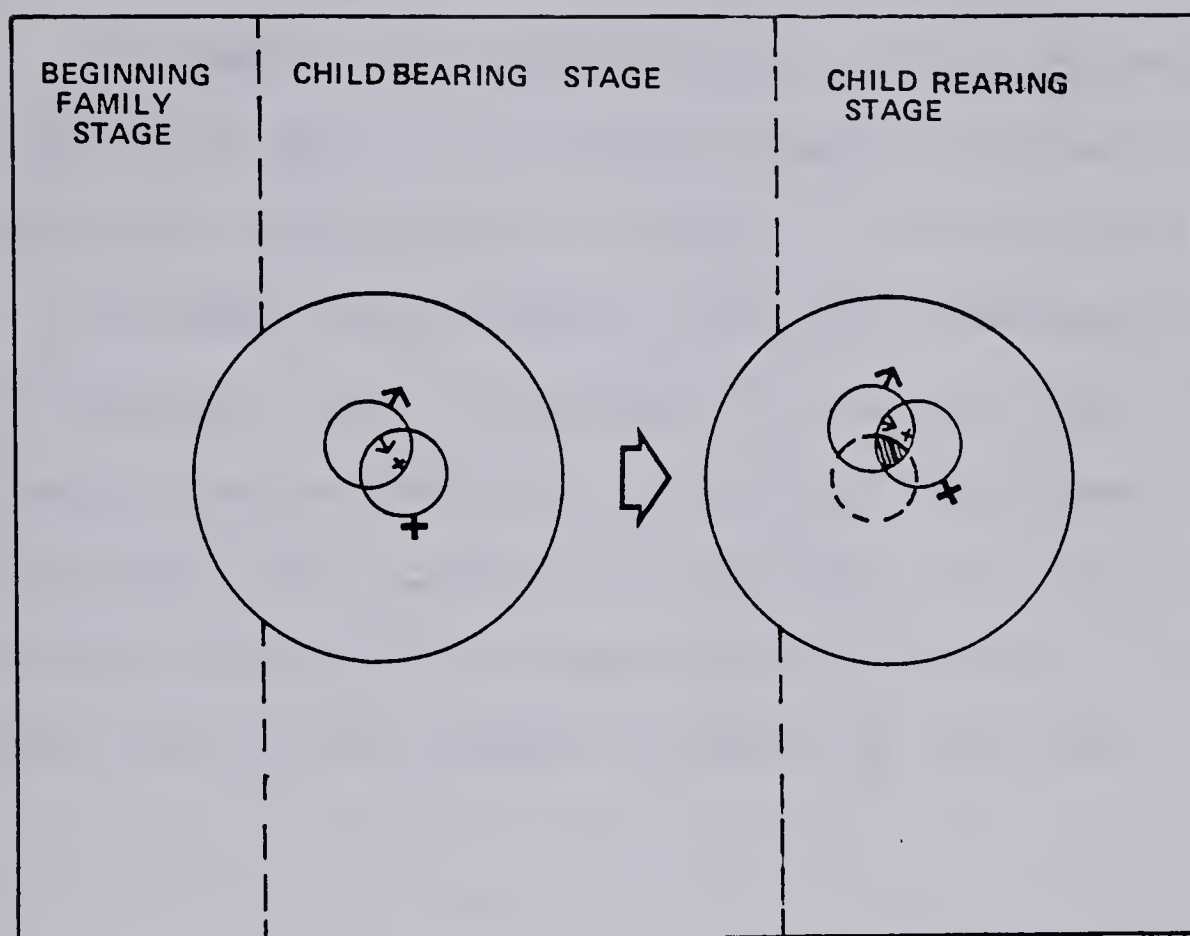 BEGINNING
FAMILY
STAGE
CHILD BEARING STAGE
CHILD REARING
STAGE